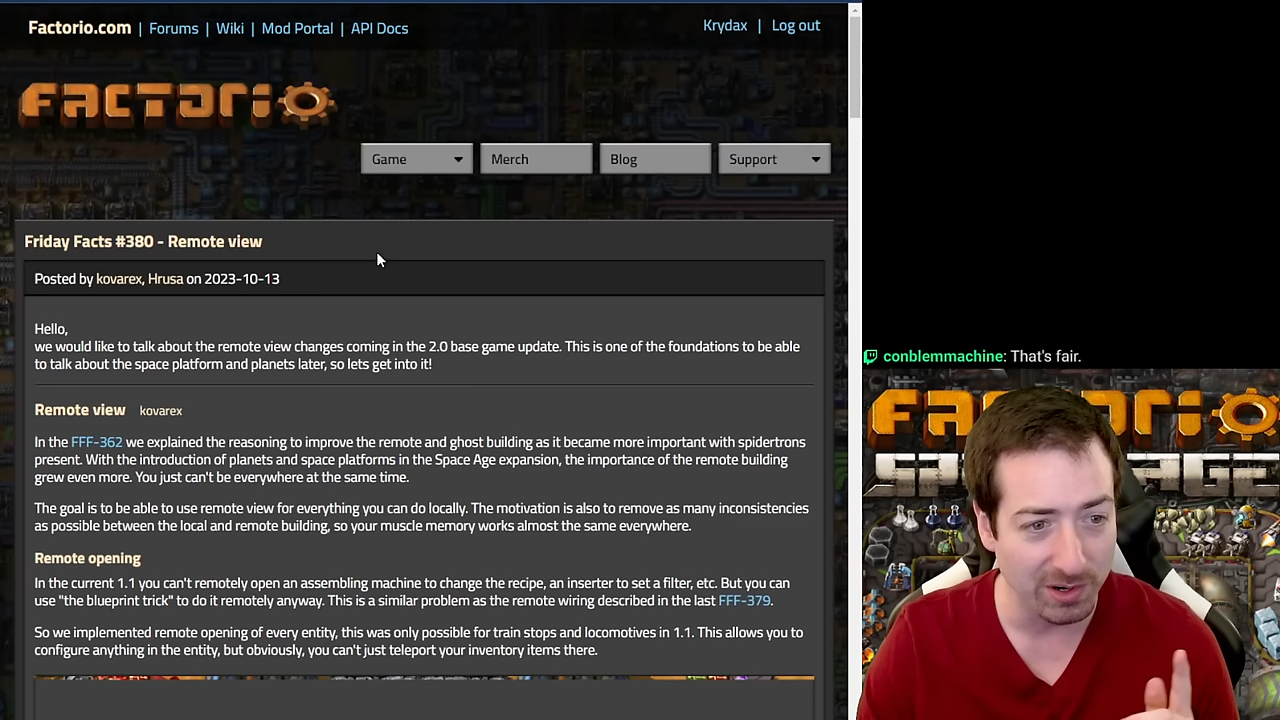 Factorio.com | Forums | Wiki | Mod Portal | API Docs
Krydax | Log out
FACTORIO
Game
Merch
Blog
Support
Friday Facts #380 - Remote view
Posted by kovarex, Hrusa on 2023-10-13
Hello,
we would like to talk about the remote view changes coming in the 2.0 base game update. This is one of the foundations to be able
to talk about the space platform and planets later, so lets get into it!
Remote view kovarex
In the FFF-362 we explained the reasoning to improve the remote and ghost building as it became more important with spidertrons
present. With the introduction of planets and space platforms in the Space Age expansion, the importance of the remote building
grew even more. You just can't be everywhere at the same time.
The goal is to be able to use remote view for everything you can do locally. The motivation is also to remove as many inconsistencies
as possible between the local and remote building, so your muscle memory works almost the same everywhere.
Remote opening
In the current 1.1 you can't remotely open an assembling machine to change the recipe, an inserter to set a filter, etc. But you can
use "the blueprint trick" to do it remotely anyway. This is a similar problem as the remote wiring described in the last FFF-379.
So we implemented remote opening of every entity, this was only possible for train stops and locomotives in 1.1. This allows you to
configure anything in the entity, but obviously, you can't just teleport your inventory items there.
conblemmachine: That's fair.